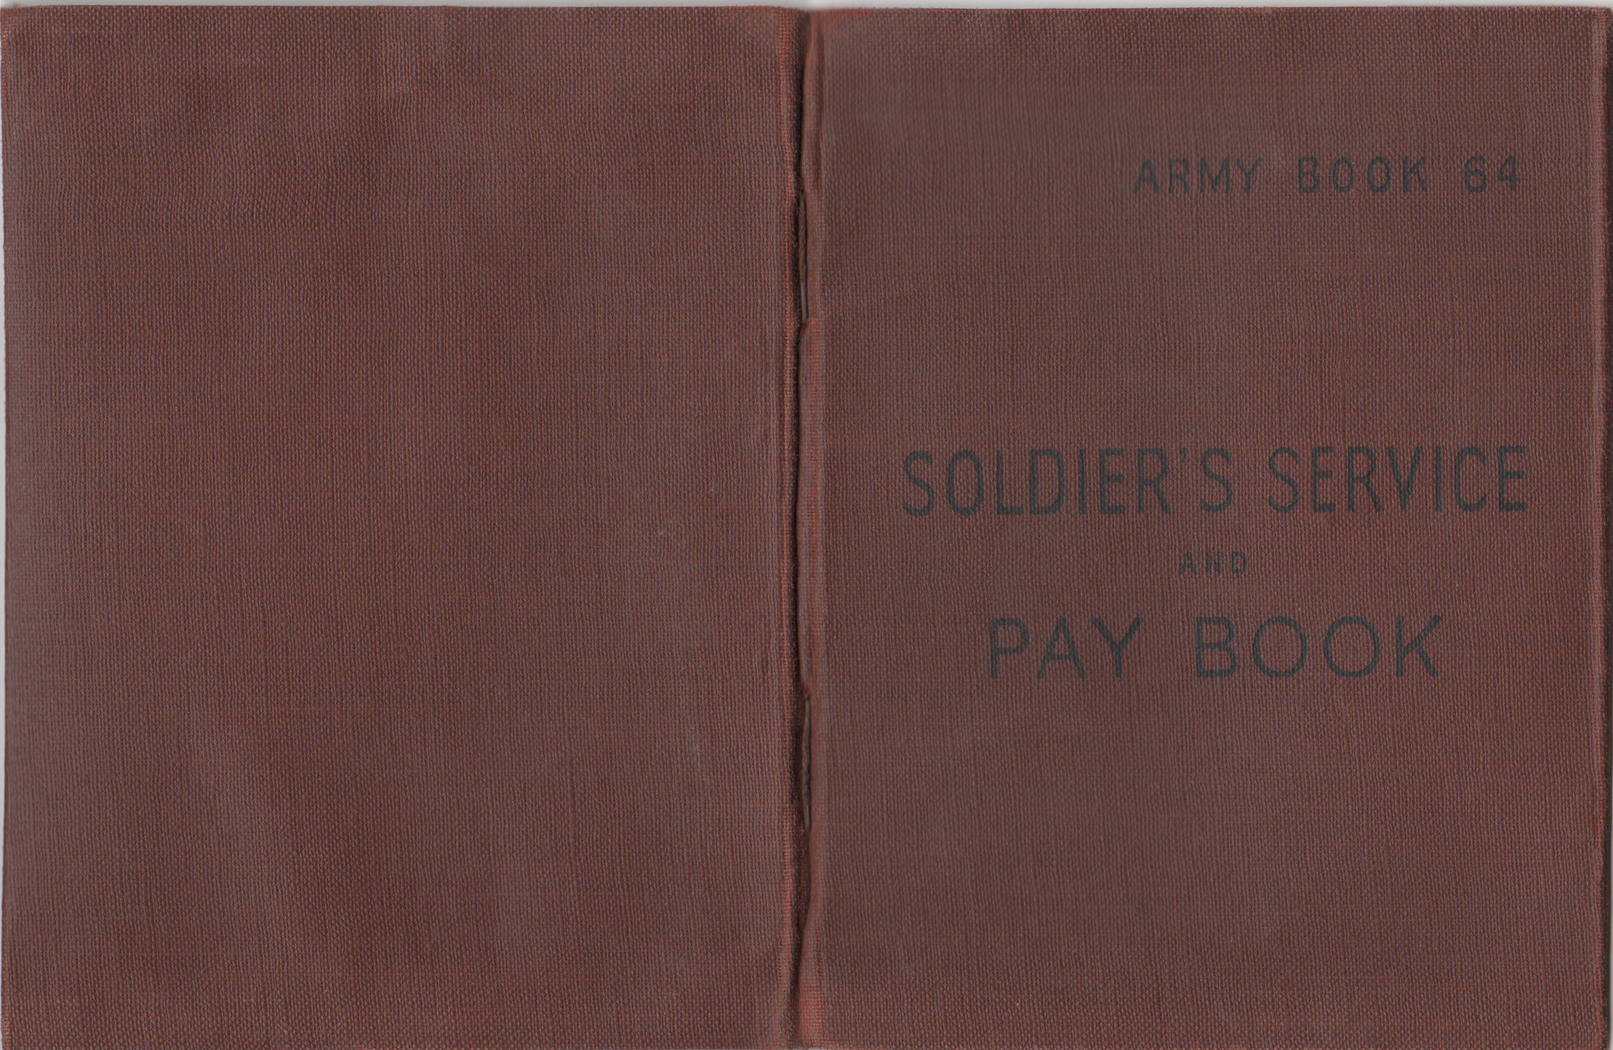 ARMY BOOK 64
SOLDIER'S SERVICE
AND
PAY BOOK